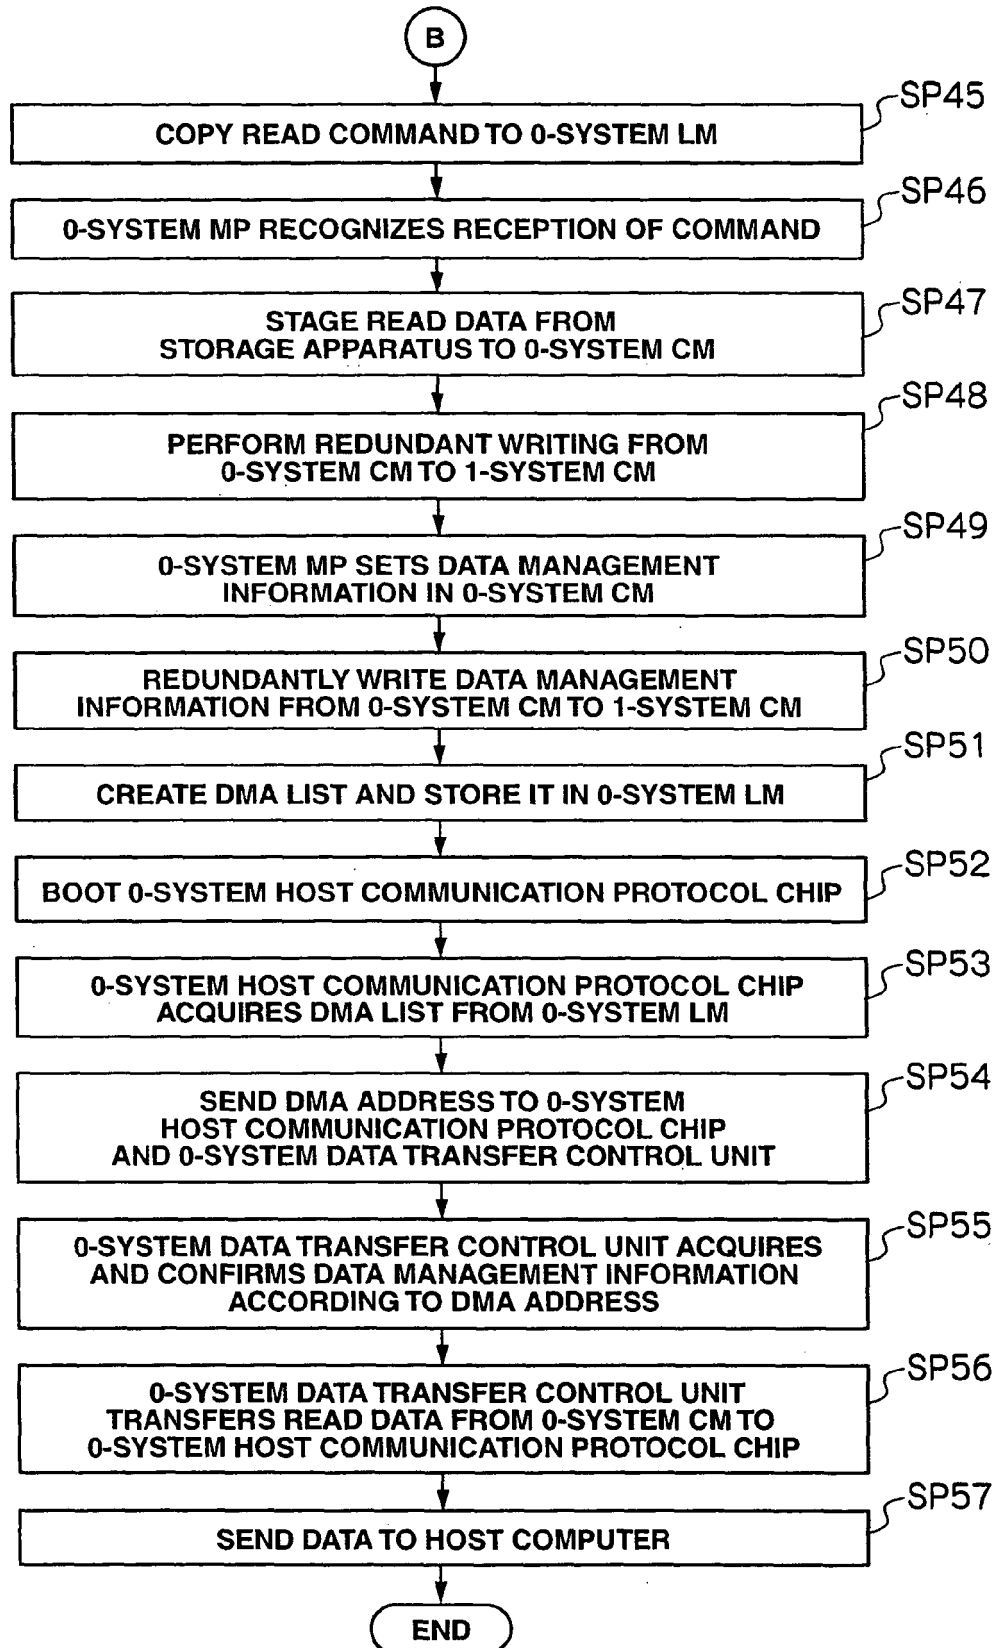 B
SP45
COPY READ COMMAND TO 0-SYSTEM LM
SP46
0-SYSTEM MP RECOGNIZES RECEPTION OF COMMAND
SP47
STAGE READ DATA FROM
STORAGE APPARATUS TO 0-SYSTEM CM
SP48
PERFORM REDUNDANT WRITING FROM
0-SYSTEM CM TO 1-SYSTEM CM
SP49
0-SYSTEM MP SETS DATA MANAGEMENT
INFORMATION IN 0-SYSTEM CM
SP50
REDUNDANTLY WRITE DATA MANAGEMENT
INFORMATION FROM 0-SYSTEM CM TO 1-SYSTEM CM
SP51
CREATE DMA LIST AND STORE IT IN 0-SYSTEM LM
SP52
BOOT 0-SYSTEM HOST COMMUNICATION PROTOCOL CHIP
SP53
0-SYSTEM HOST COMMUNICATION PROTOCOL CHIP
ACQUIRES DMA LIST FROM 0-SYSTEM LM
SP54
SEND DMA ADDRESS TO 0-SYSTEM
HOST COMMUNICATION PROTOCOL CHIP
AND 0-SYSTEM DATA TRANSFER CONTROL UNIT
SP55
0-SYSTEM DATA TRANSFER CONTROL UNIT ACQUIRES
AND CONFIRMS DATA MANAGEMENT INFORMATION
ACCORDING TO DMA ADDRESS
SP56
0-SYSTEM DATA TRANSFER CONTROL UNIT
TRANSFERS READ DATA FROM 0-SYSTEM CM TO
0-SYSTEM HOST COMMUNICATION PROTOCOL CHIP
SP57
SEND DATA TO HOST COMPUTER
END